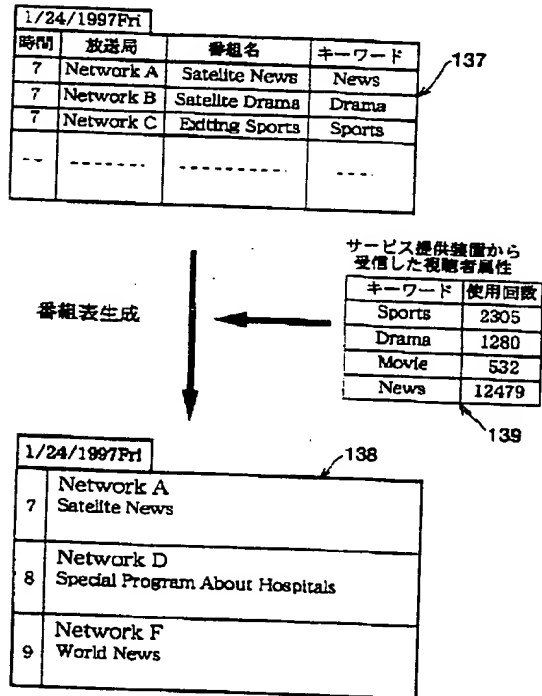 1/24/1997Fri
時間 放送局 番組名 キーワード
7 Network A Satelite News News
7 Network B Satelite Drama Drama
7 Network C Exiting Sports Sports
137
サービス提供装置から
受信した視聴者属性
キーワード 使用回数
Sports 2305
Drama 1280
Movie 532
News 12479
139
番組表生成
1/24/1997Fri
138
7 Network A
Satelite News
8 Network D
Special Program About Hospitals
9 Network F
World News